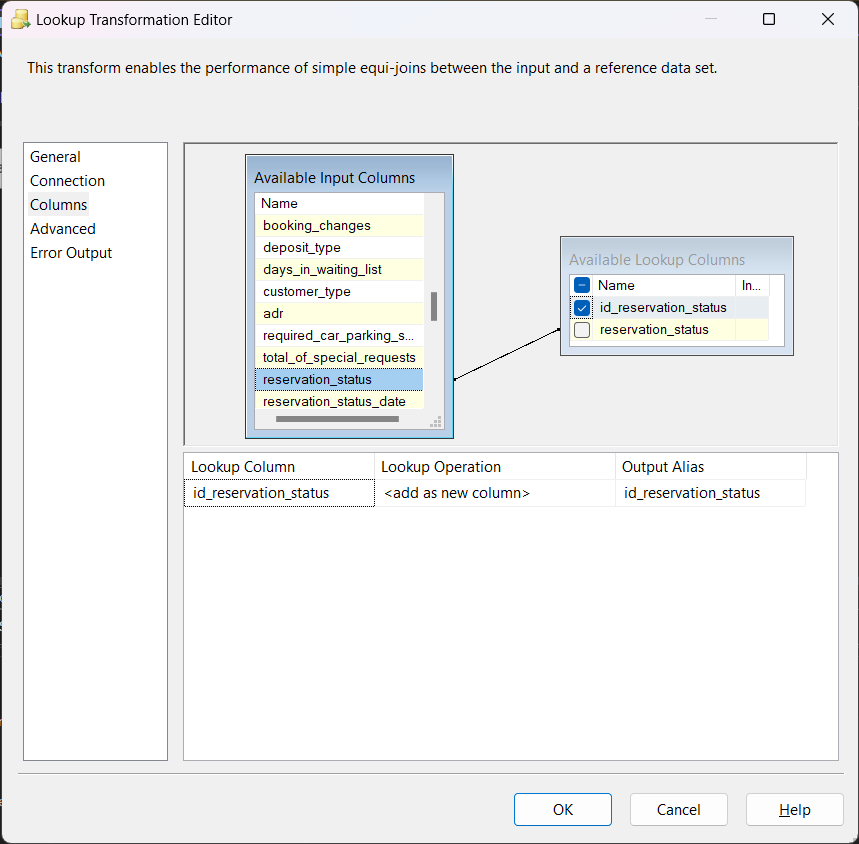 Lookup Transformation Editor
This transform enables the performance of simple equi-joins between the input and a reference data set.
General
Connection
Columns
Advanced
Error Output
Available Input Columns
Name
booking_changes
deposit_type
days_in_waiting_list
customer_type
adr
required_car_parking_s...
total_of_special_requests
reservation_status
reservation_status_date
Available Lookup Columns
Name In...
id_reservation_status
reservation_status
Lookup Column Lookup Operation Output Alias
id_reservation_status <add as new column> id_reservation_status
OK Cancel Help